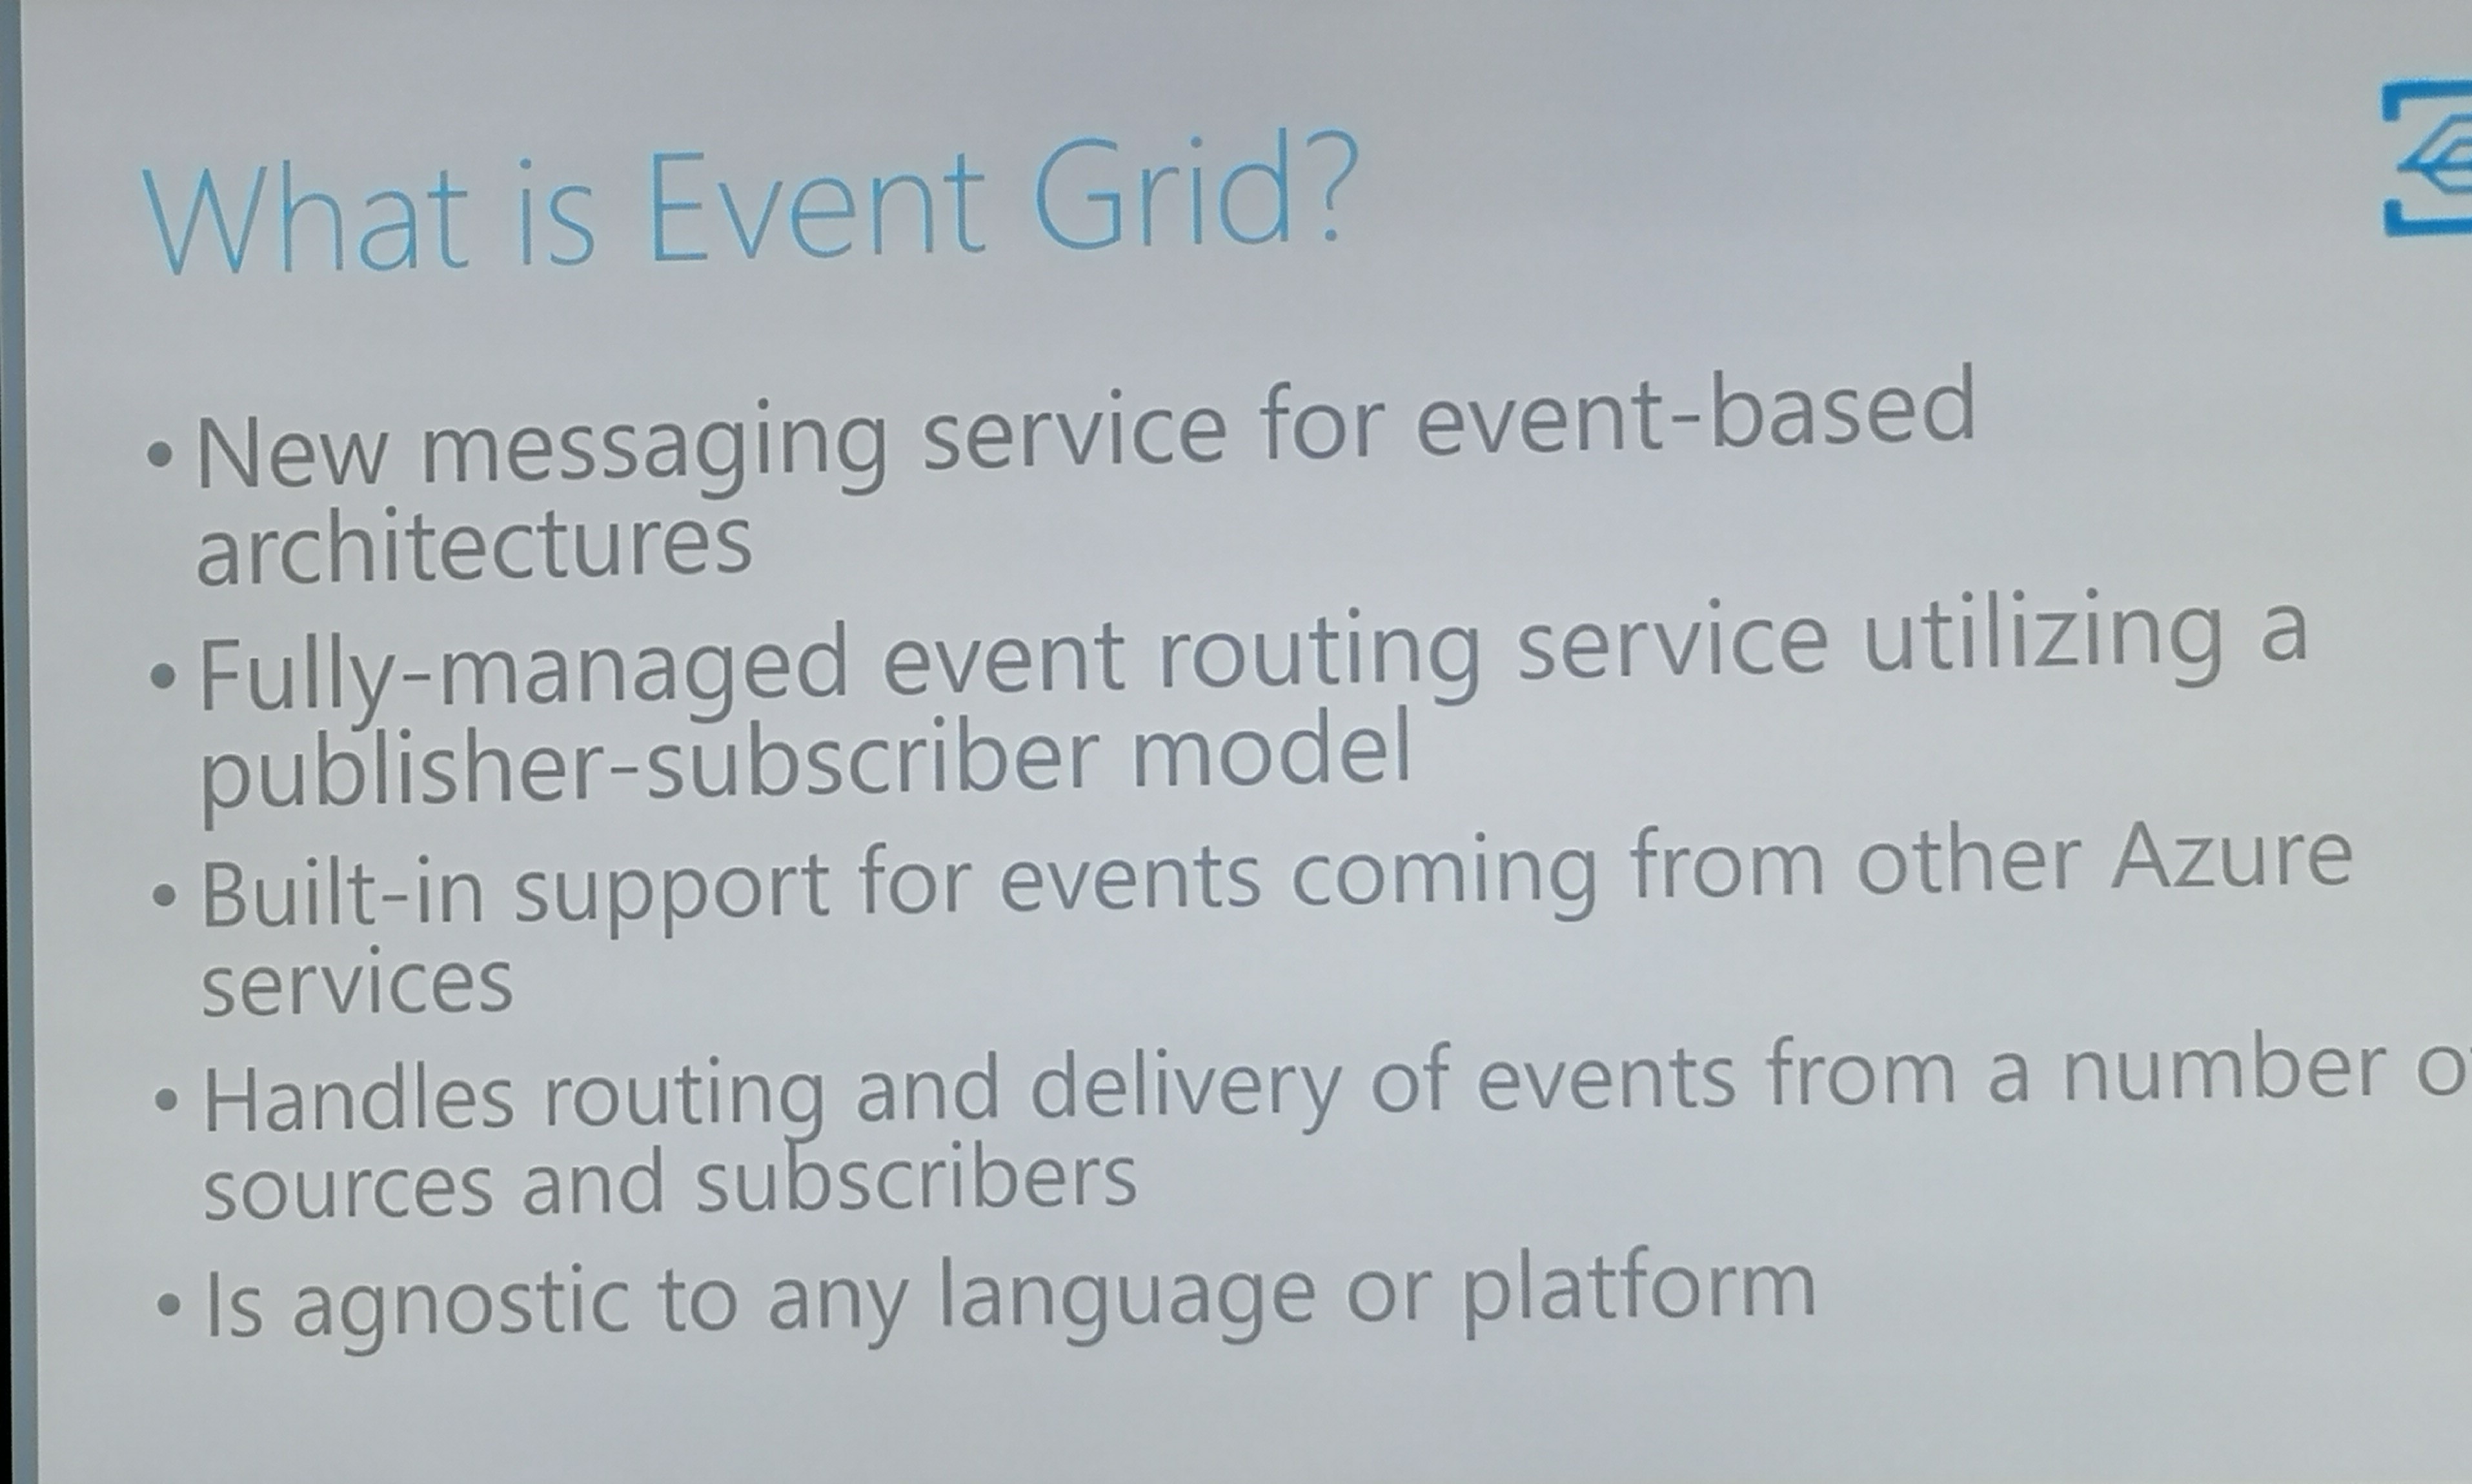 What is Event Grid?
• New messaging service for event-based
architectures
• Fully-managed event routing service utilizing a
publisher-subscriber model
• Built-in support for events coming from other Azure
services
• Handles routing and delivery of events from a number
sources and subscribers
• Is agnostic to any language or platform